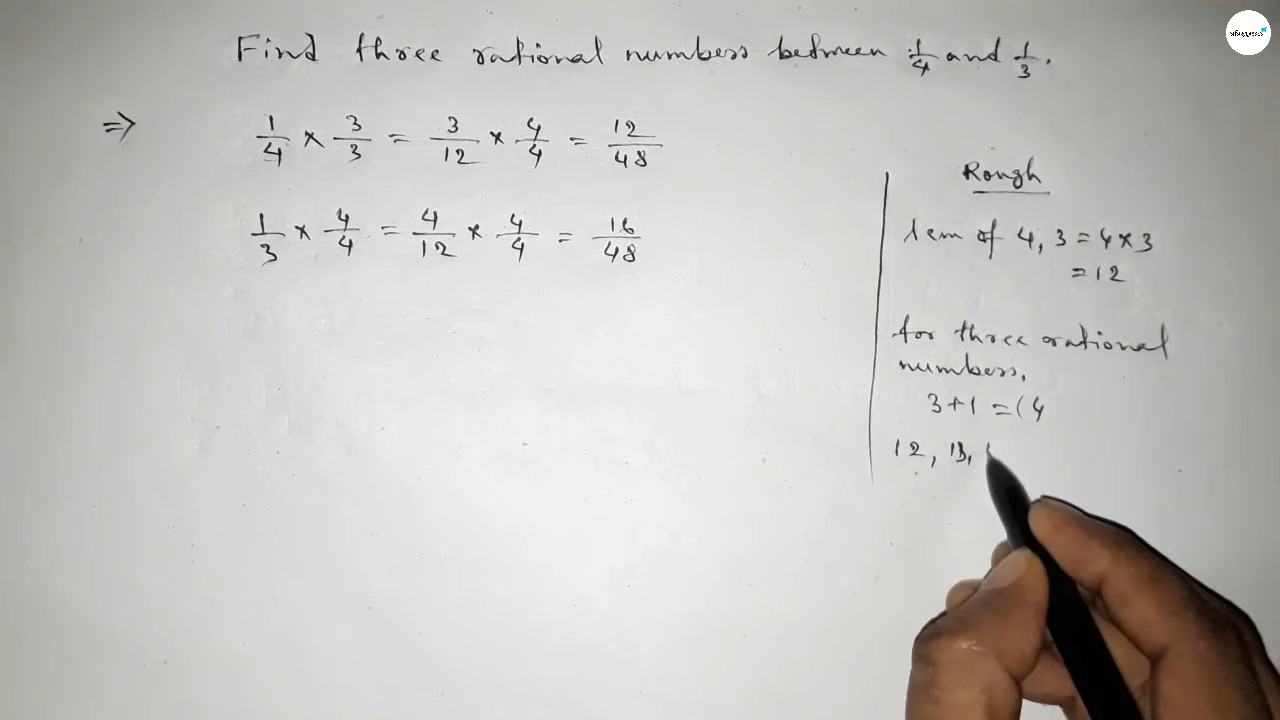 Find three rational numbers between 1/4 and 1/3.
⇒ 1/4 × 3/3 = 3/12 × 4/4 = 12/48
1/3 × 4/4 = 4/12 × 4/4 = 16/48
Rough
lcm of 4, 3 = 4×3
=12
for three rational
numbers,
3+1 =(4
12, 13,